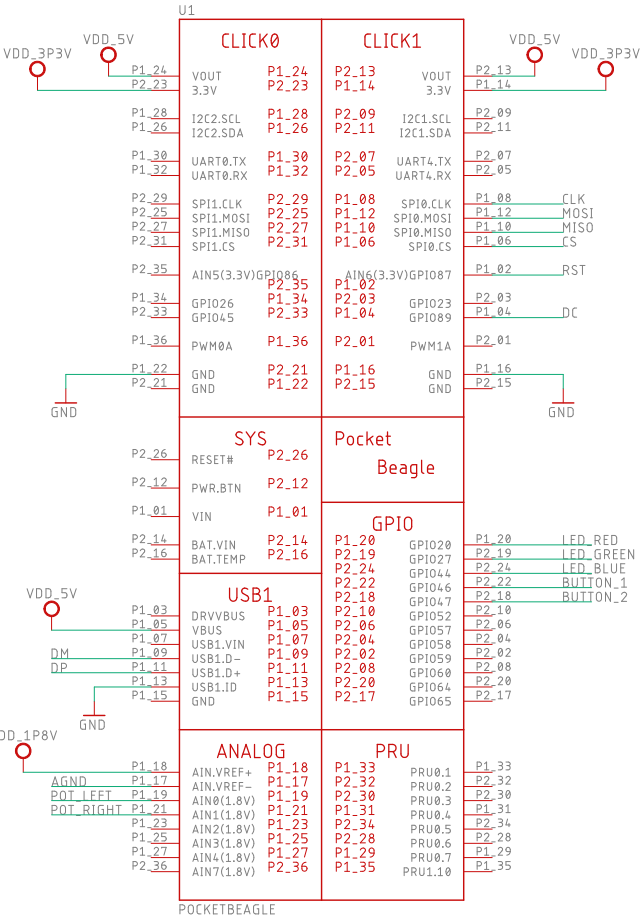 U1
CLICK0 CLICK1
VDD_3P3V VDD_5V VDD_5V VDD_3P3V
P1_24 VOUT P1_24 P2_13 VOUT P2_13
P2_23 3.3V P2_23 P1_14 3.3V P1_14
P1_28 I2C2.SCL P1_28 P2_09 I2C1.SCL P2_09
P1_26 I2C2.SDA P1_26 P2_11 I2C1.SDA P2_11
P1_30 UART0.TX P1_30 P2_07 UART4.TX P2_07
P1_32 UART0.RX P1_32 P2_05 UART4.RX P2_05
P2_29 SPI1.CLK P2_29 P1_08 SPI0.CLK P1_08 CLK
P2_25 SPI1.MOSI P2_25 P1_12 SPI0.MOSI P1_12 MOSI
P2_27 SPI1.MISO P2_27 P1_10 SPI0.MISO P1_10 MISO
P2_31 SPI1.CS P2_31 P1_06 SPI0.CS P1_06 CS
P2_35 AIN5(3.3V)GPIO86 AIN6(3.3V)GPIO87 P1_02 RST
P2_35 P1_02
P1_34 GPIO26 P1_34 P2_03 GPIO23 P2_03
P2_33 GPIO45 P2_33 P1_04 GPIO89 P1_04 DC
P1_36 PWM0A P1_36 P2_01 PWM1A P2_01
P1_22 GND P2_21 P1_16 GND P1_16
P2_21 GND P1_22 P2_15 GND P2_15
GND GND
SYS Pocket
Beagle
P2_26 RESET# P2_26
P2_12 PWR.BTN P2_12
P1_01 VIN P1_01
GPIO
P2_14 BAT.VIN P2_14 P1_20 GPIO20 P1_20 LED_RED
P2_16 BAT.TEMP P2_16 P2_19 GPIO27 P2_19 LED_GREEN
P2_24 GPIO44 P2_24 LED_BLUE
P2_22 GPIO46 P2_22 BUTTON_1
VDD_5V USB1 P2_18 GPIO47 P2_18 BUTTON_2
P1_03 DRVVBUS P1_03 P2_10 GPIO52 P2_10
P1_05 VBUS P1_05 P2_06 GPIO57 P2_06
P1_07 USB1.VIN P1_07 P2_04 GPIO58 P2_04
DM P1_09 USB1.D- P1_09 P2_02 GPIO59 P2_02
DP P1_11 USB1.D+ P1_11 P2_08 GPIO60 P2_08
P1_13 USB1.ID P1_13 P2_20 GPIO64 P2_20
P1_15 GND P1_15 P2_17 GPIO65 P2_17
GND
DD_1P8V ANALOG PRU
P1_18 AIN.VREF+ P1_18 P1_33 PRU0.1 P1_33
AGND P1_17 AIN.VREF- P1_17 P2_32 PRU0.2 P2_32
POT_LEFT P1_19 AIN0(1.8V) P1_19 P2_30 PRU0.3 P2_30
POT_RIGHT P1_21 AIN1(1.8V) P1_21 P1_31 PRU0.4 P1_31
P1_23 AIN2(1.8V) P1_23 P2_34 PRU0.5 P2_34
P1_25 AIN3(1.8V) P1_25 P2_28 PRU0.6 P2_28
P1_27 AIN4(1.8V) P1_27 P1_29 PRU0.7 P1_29
P2_36 AIN7(1.8V) P2_36 P1_35 PRU1.10 P1_35
POCKETBEAGLE